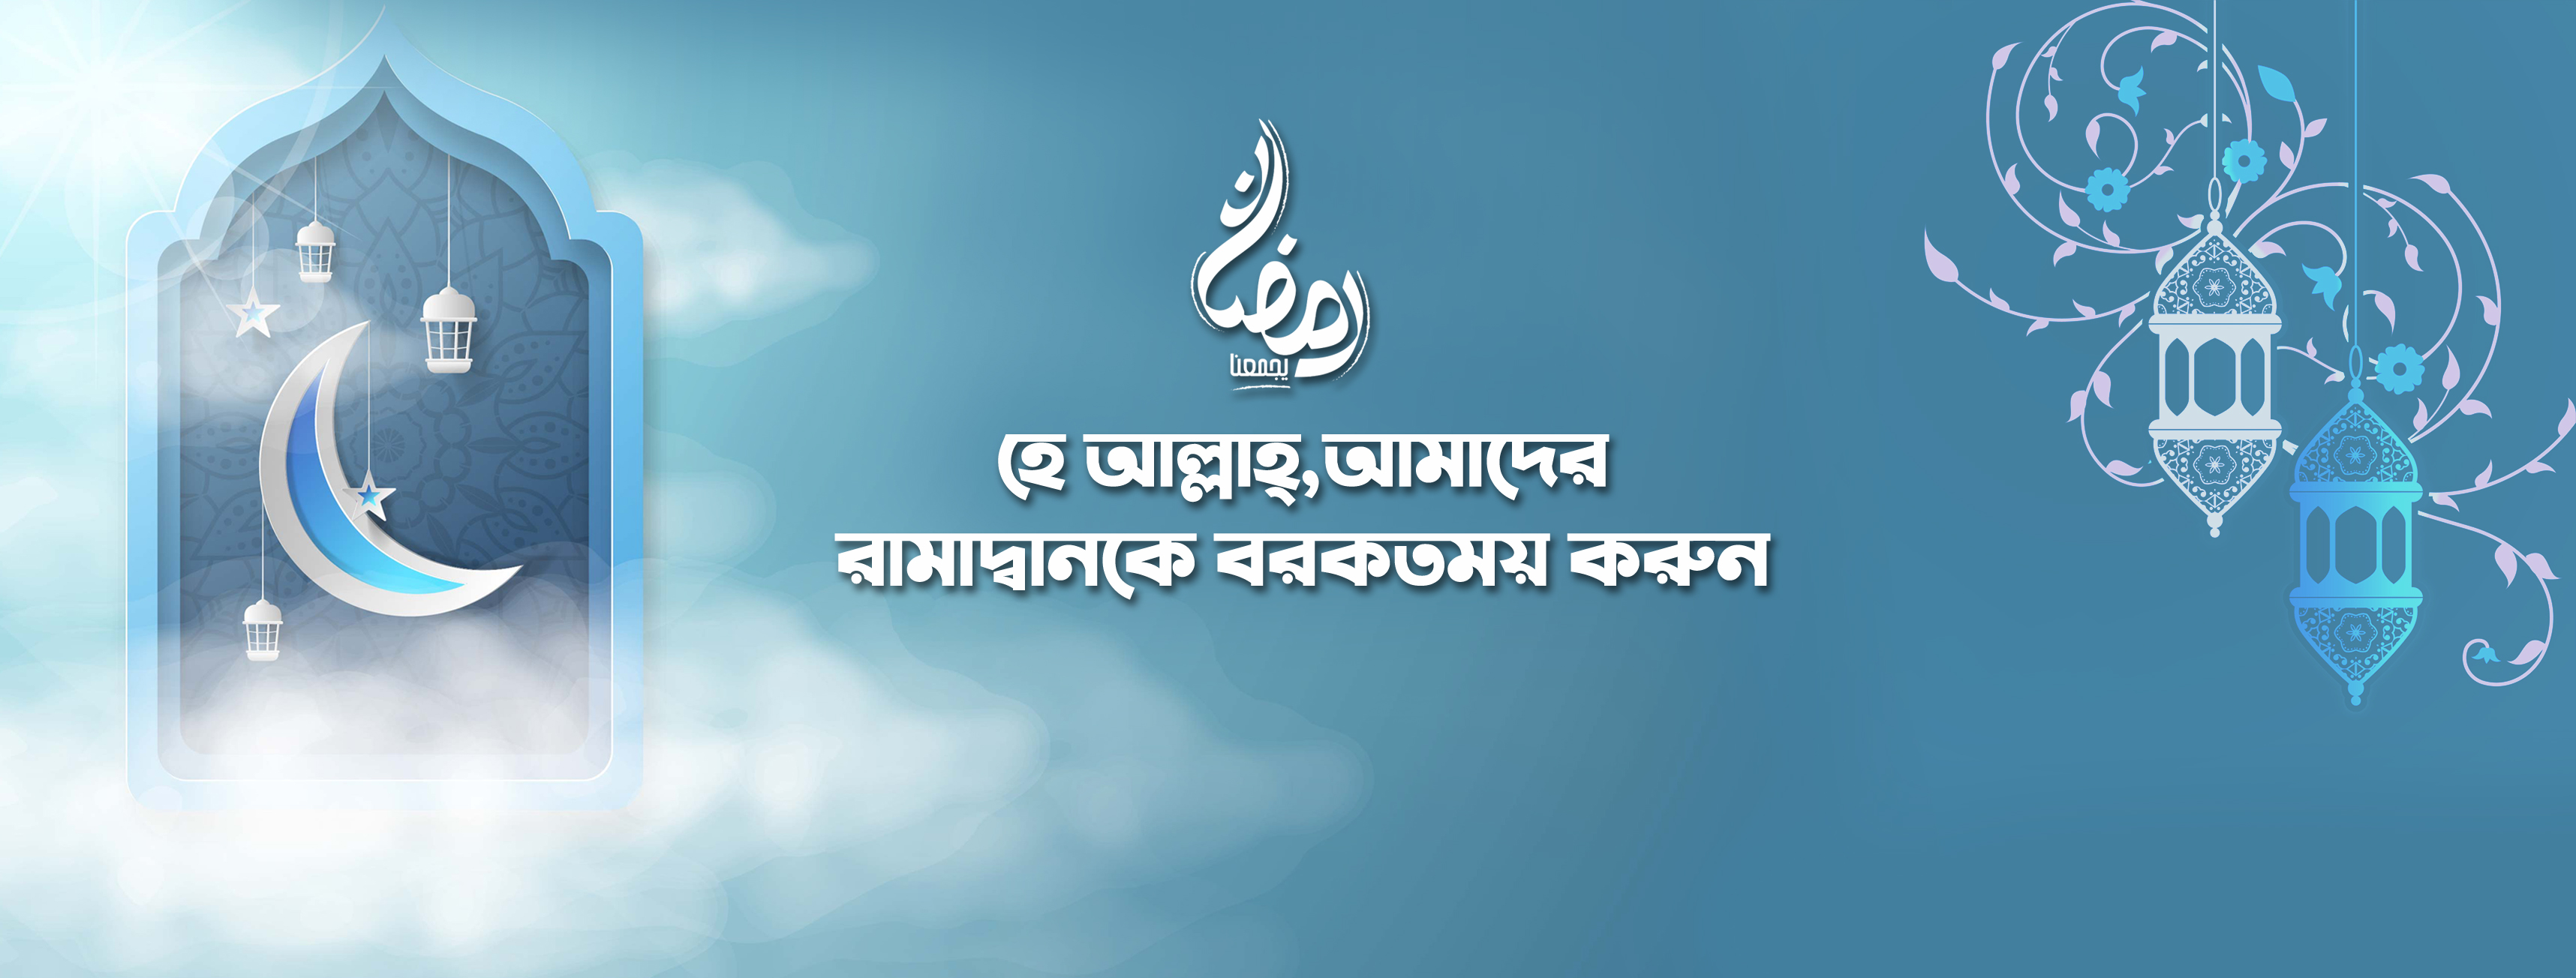 رمضان
يجمعنا
হে আল্লাহ্,আমাদের
রামাদ্বানকে বরকতময় করুন